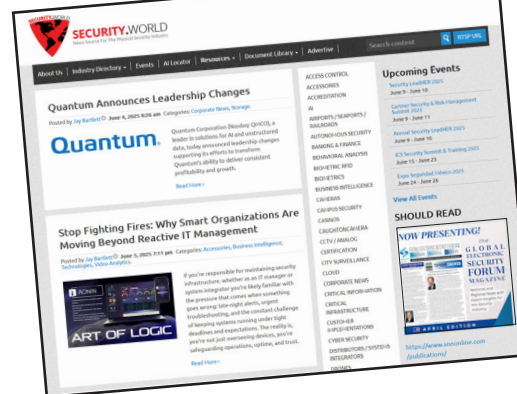 SECURITY.WORLD
News Source For The Physical Security Industry
About Us
Industry Directory
Events
AI Locator
Resources
Document Library
Advertise
Search content
RTSP URL
Quantum Announces Leadership Changes
Posted by Jay Bartlett June 4, 2025 8:26 am Categories: Corporate News, Storage
Quantum
Quantum Corporation (Nasdaq: QMCO), a
leader in solutions for AI and unstructured
data, today announced leadership changes
supporting its efforts to transform
Quantum's ability to deliver consistent
profitability and growth.
Read More
Stop Fighting Fires: Why Smart Organizations Are
Moving Beyond Reactive IT Management
Posted by Jay Bartlett June 3, 2025 7:11 pm Categories: Accessories, Business Intelligence,
Technologies, Video Analytics
RONIN
ART OF LOGIC
If you're responsible for maintaining security
infrastructure, whether as an IT manager or
system integrator you're likely familiar with
the pressure that comes when something
goes wrong: late-night alerts, urgent
troubleshooting, and the constant challenge
of keeping systems running under tight
deadlines and expectations. The reality is,
you're not just overseeing devices, you're
safeguarding operations, uptime, and trust.
Read More
ACCESS CONTROL
ACCESSORIES
ACCREDITATION
AI
AIRPORTS / SEAPORTS /
RAILROADS
AUTONOMOUS SECURITY
BANKING & FINANCE
BEHAVIORAL ANALYSIS
BIOMETRIC RFID
BIOMETRICS
BUSINESS INTELLIGENCE
CAMERAS
CAMPUS SECURITY
CASINOS
CAUGHTONCAMERA
CCTV / ANALOG
CERTIFICATION
CITY SURVEILLANCE
CLOUD
CORPORATE NEWS
CRITICAL INFORMATION
CRITICAL
INFRASTRUCTURE
CUSTOMER
IMPLEMENTATIONS
CYBER SECURITY
DISTRIBUTORS / SYSTEMS
INTEGRATORS
DRONES
Upcoming Events
Security LeadHER 2025
June 9 - June 10
Gartner Security & Risk Management
Summit 2025
June 9 - June 11
Annual Security LeadHER 2025
June 9 - June 10
ICS Security Summit & Training 2025
June 15 - June 23
Expo Seguridad México 2025
June 24 - June 26
View All Events
SHOULD READ
NOW PRESENTING!
The
GLOBAL
ELECTRONIC
SECURITY
FORUM
MAGAZINE
APRIL EDITION
https://www.snnonline.com
/publications/